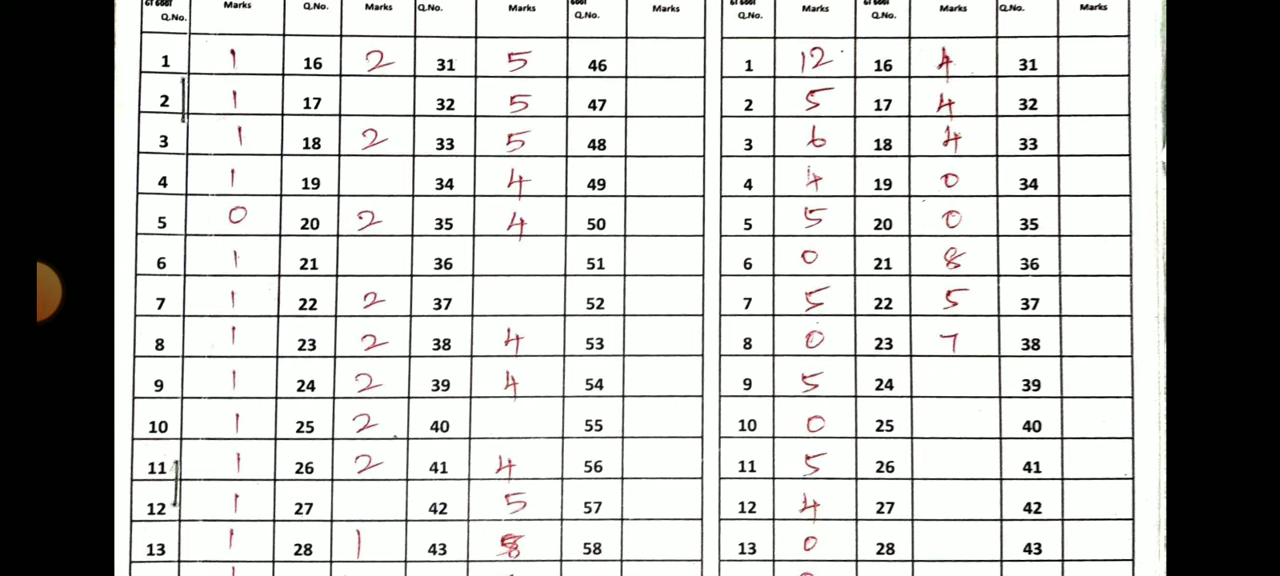 Q.No. Marks Q.No. Marks Q.No. Marks Q.No. Marks Q.No. Marks Q.No. Marks Q.No. Marks
1 1 16 2 31 5 46 1 12 16 4 31
2 1 17 32 5 47 2 5 17 4 32
3 1 18 2 33 5 48 3 6 18 4 33
4 1 19 34 4 49 4 4 19 0 34
5 0 20 2 35 4 50 5 5 20 0 35
6 1 21 36 51 6 0 21 8 36
7 1 22 2 37 52 7 5 22 5 37
8 1 23 2 38 4 53 8 0 23 7 38
9 1 24 2 39 4 54 9 5 24 39
10 1 25 2 40 55 10 0 25 40
11 1 26 2 41 4 56 11 5 26 41
12 1 27 42 5 57 12 4 27 42
13 1 28 1 43 58 13 0 28 43